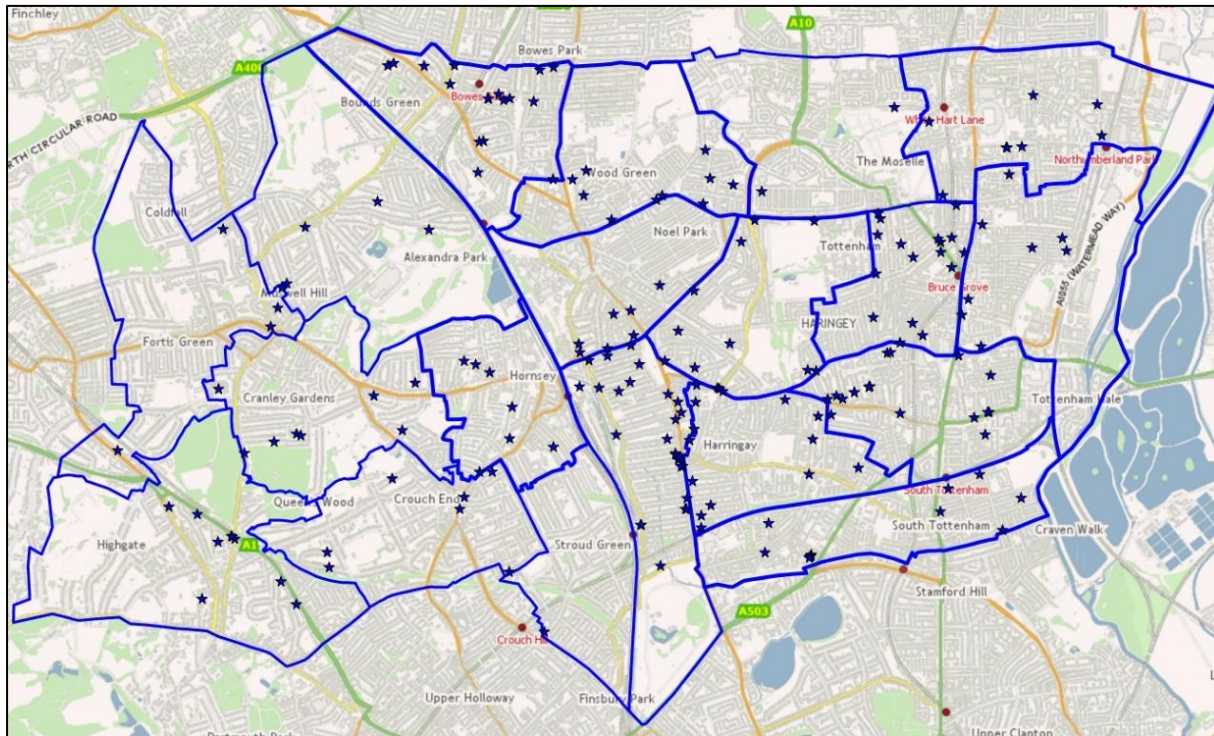 Finchley
A10
Bowes Park
A406
Bounds Green
NORTH CIRCULAR ROAD
White Hart Lane
The Moselle
Northumberland Park
Wood Green
Coldfall
A1055 (WATERMEAD WAY)
Noel Park
Tottenham
Alexandra Park
Bruce Grove
Muswell Hill
HARINGEY
Fortis Green
Hornsey
Cranley Gardens
Tottenham Hale
Harringay
South Tottenham
Queen's Wood
Crouch End
South Tottenham
Craven Walk
Highgate
A1
Stroud Green
Stamford Hill
A503
Crouch Hill
Upper Holloway
Finsbury Park
Upper Clapton
Dartmouth Park